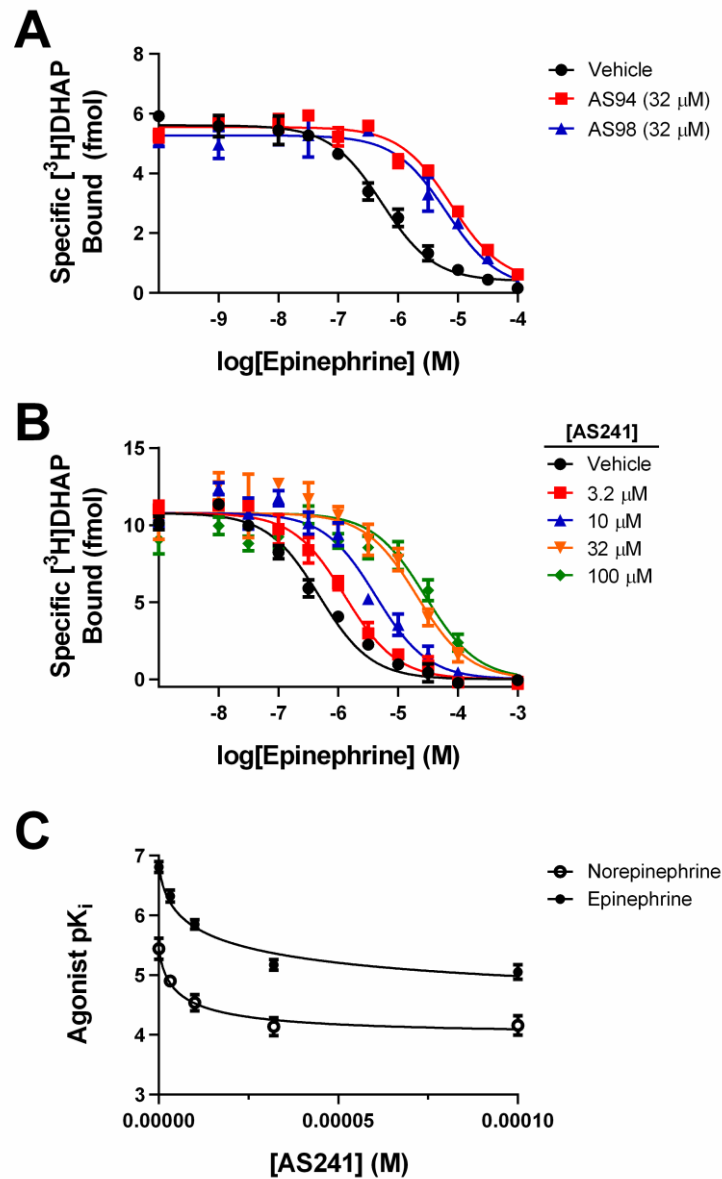 A
Specific [³H]DHAP
Bound (fmol)
8
6
4
2
0
-9 -8 -7 -6 -5 -4
log[Epinephrine] (M)
Vehicle
AS94 (32 µM)
AS98 (32 µM)
B
Specific [³H]DHAP
Bound (fmol)
15
10
5
0
-8 -7 -6 -5 -4 -3
log[Epinephrine] (M)
[AS241]
Vehicle
3.2 µM
10 µM
32 µM
100 µM
C
Agonist pKᵢ
7
6
5
4
3
0.00000 0.00005 0.00010
[AS241] (M)
Norepinephrine
Epinephrine